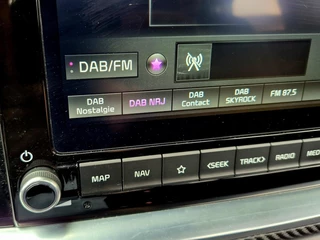 DAB/FM
DAB Nostalgie
DAB NRJ
DAB Contact
DAB SKYROCK
FM 87,5
MAP
NAV
<SEEK
TRACK>
RADIO